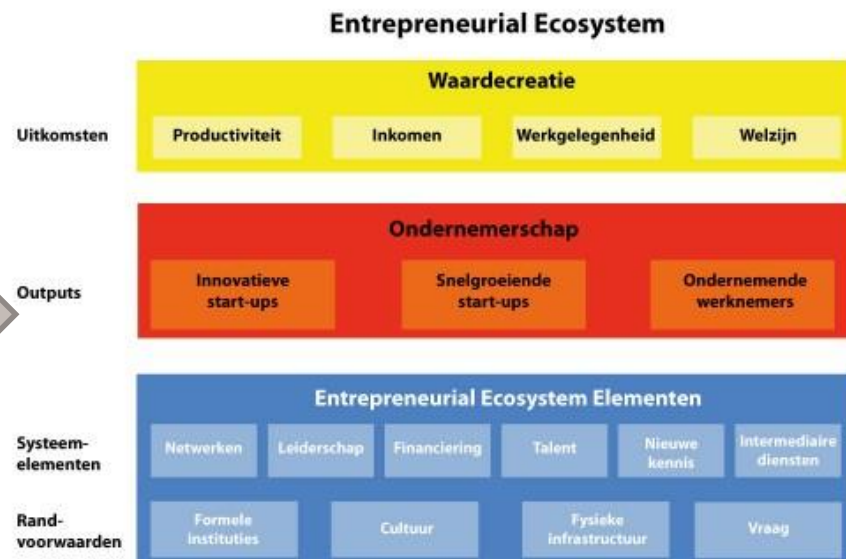 Entrepreneurial Ecosystem
Waardecreatie
Uitkomsten
Productiviteit
Inkomen
Werkgelegenheid
Welzijn
Ondernemerschap
Outputs
Innovatieve
start-ups
Snelgroeiende
start-ups
Ondernemende
werknemers
Entrepreneurial Ecosystem Elementen
Systeem-
elementen
Netwerken
Leiderschap
Financiering
Talent
Nieuwe
kennis
Intermediaire
diensten
Rand-
voorwaarden
Formele
instituties
Cultuur
Fysieke
infrastructuur
Vraag